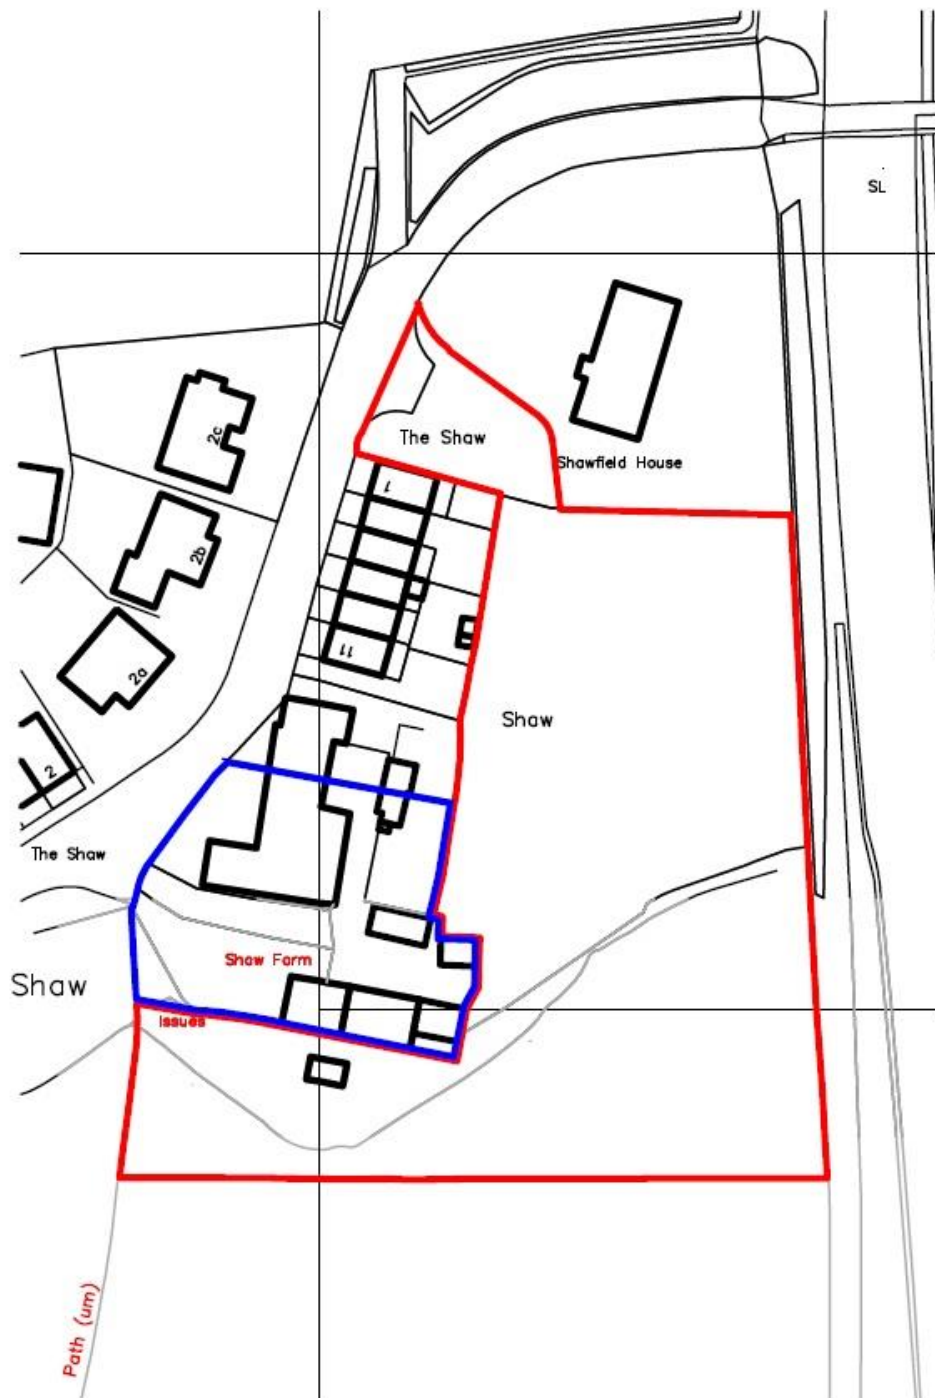 SL
2c
The Shaw
Shawfield House
1
2b
11
2a
Shaw
2
The Shaw
Shaw Farm
Shaw
Issues
Path (um)